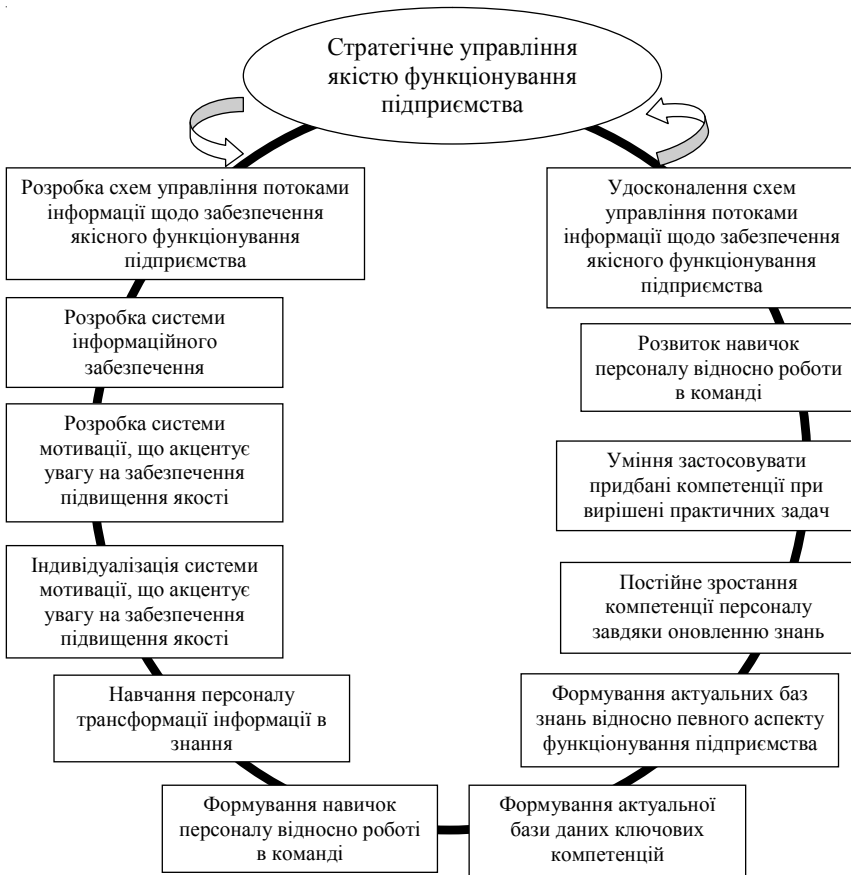 Стратегічне управління
якістю функціонування
підприємства
Розробка схем управління потоками
інформації щодо забезпечення
якісного функціонування
підприємства
Розробка системи
інформаційного
забезпечення
Розробка системи
мотивації, що акцентує
увагу на забезпечення
підвищення якості
Індивідуалізація системи
мотивації, що акцентує
увагу на забезпечення
підвищення якості
Навчання персоналу
трансформації інформації в
знання
Формування навичок
персоналу відносно роботі
в команді
Формування актуальної
бази даних ключових
компетенцій
Формування актуальних баз
знань відносно певного аспекту
функціонування підприємства
Постійне зростання
компетенції персоналу
завдяки оновленню знань
Уміння застосовувати
придбані компетенції при
вирішені практичних задач
Розвиток навичок
персоналу відносно роботи
в команді
Удосконалення схем
управління потоками
інформації щодо забезпечення
якісного функціонування
підприємства